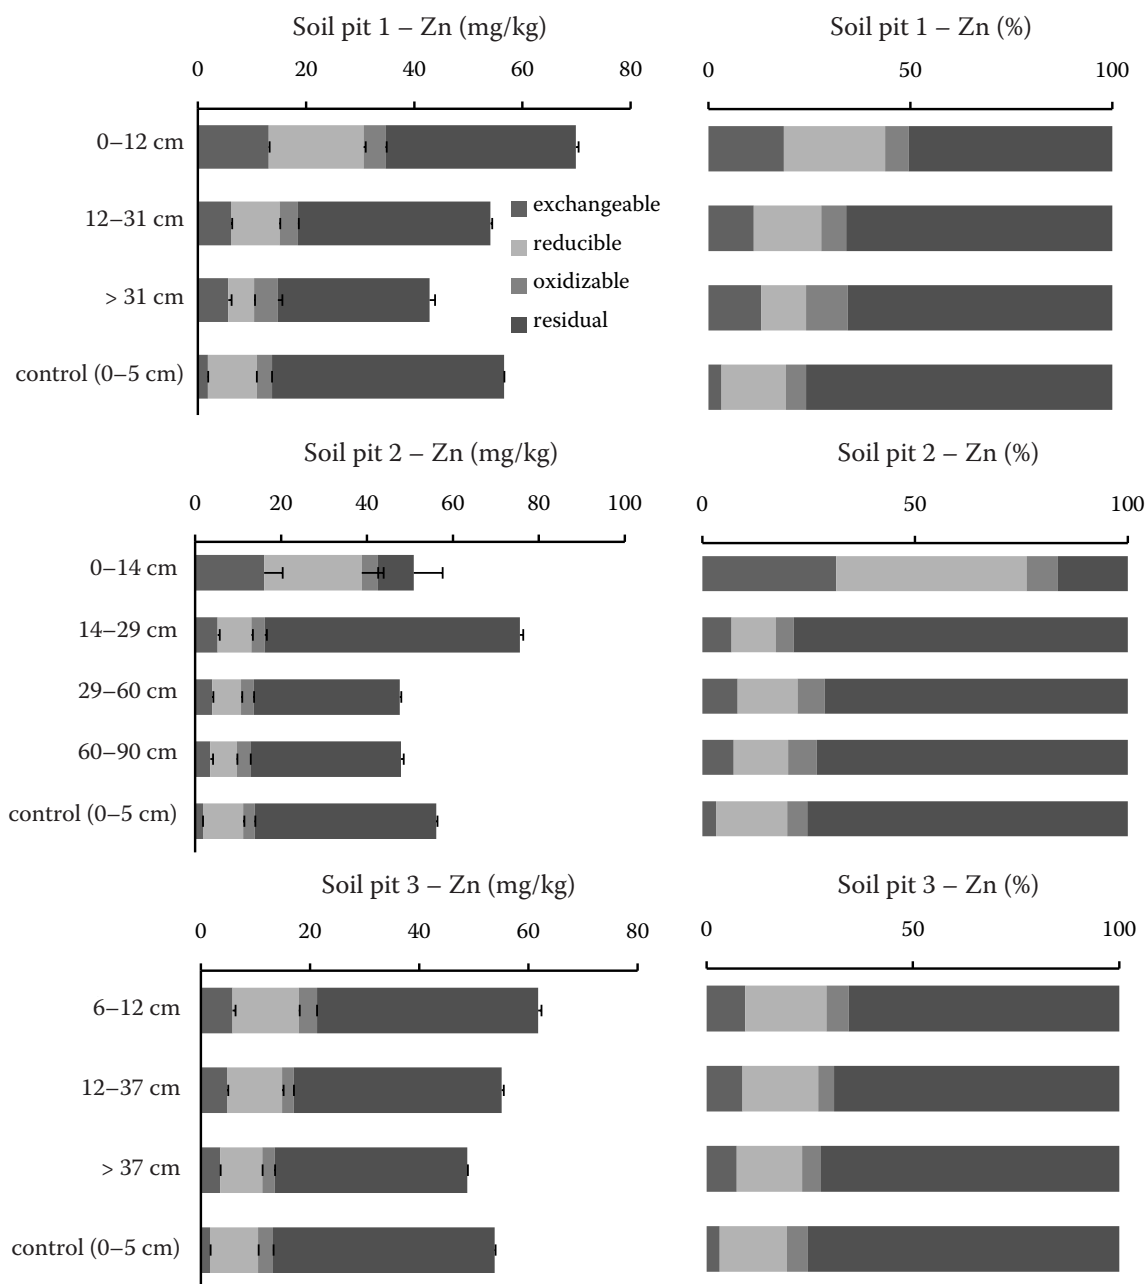 Soil pit 1 – Zn (mg/kg)
0 20 40 60 80
0–12 cm
12–31 cm
> 31 cm
control (0–5 cm)
excheangeable
reducible
oxidizable
residual
Soil pit 1 – Zn (%)
0 50 100
Soil pit 2 – Zn (mg/kg)
0 20 40 60 80 100
0–14 cm
14–29 cm
29–60 cm
60–90 cm
control (0–5 cm)
Soil pit 2 – Zn (%)
0 50 100
Soil pit 3 – Zn (mg/kg)
0 20 40 60 80
6–12 cm
12–37 cm
> 37 cm
control (0–5 cm)
Soil pit 3 – Zn (%)
0 50 100